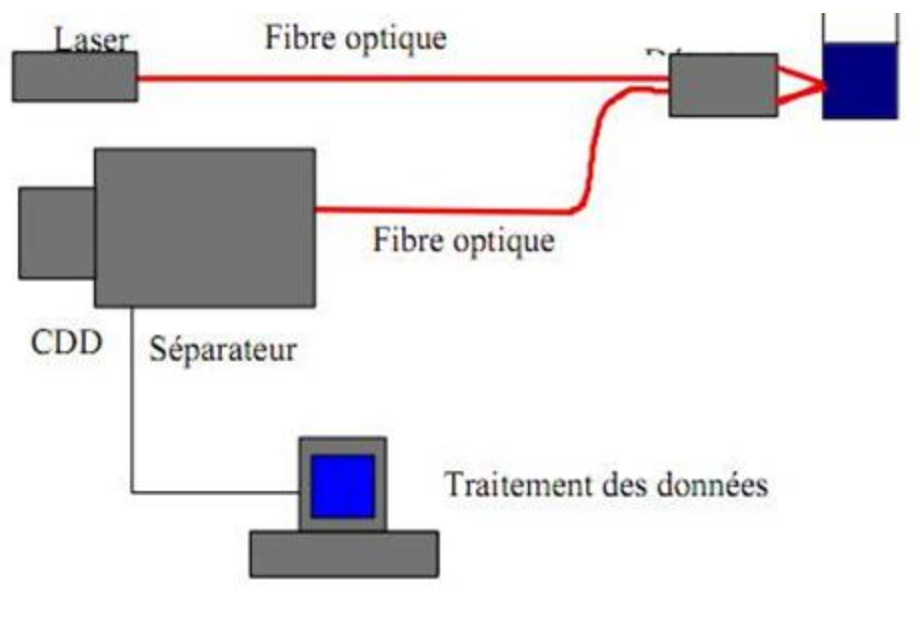 Laser
Fibre optique
Fibre optique
CDD
Séparateur
Traitement des données